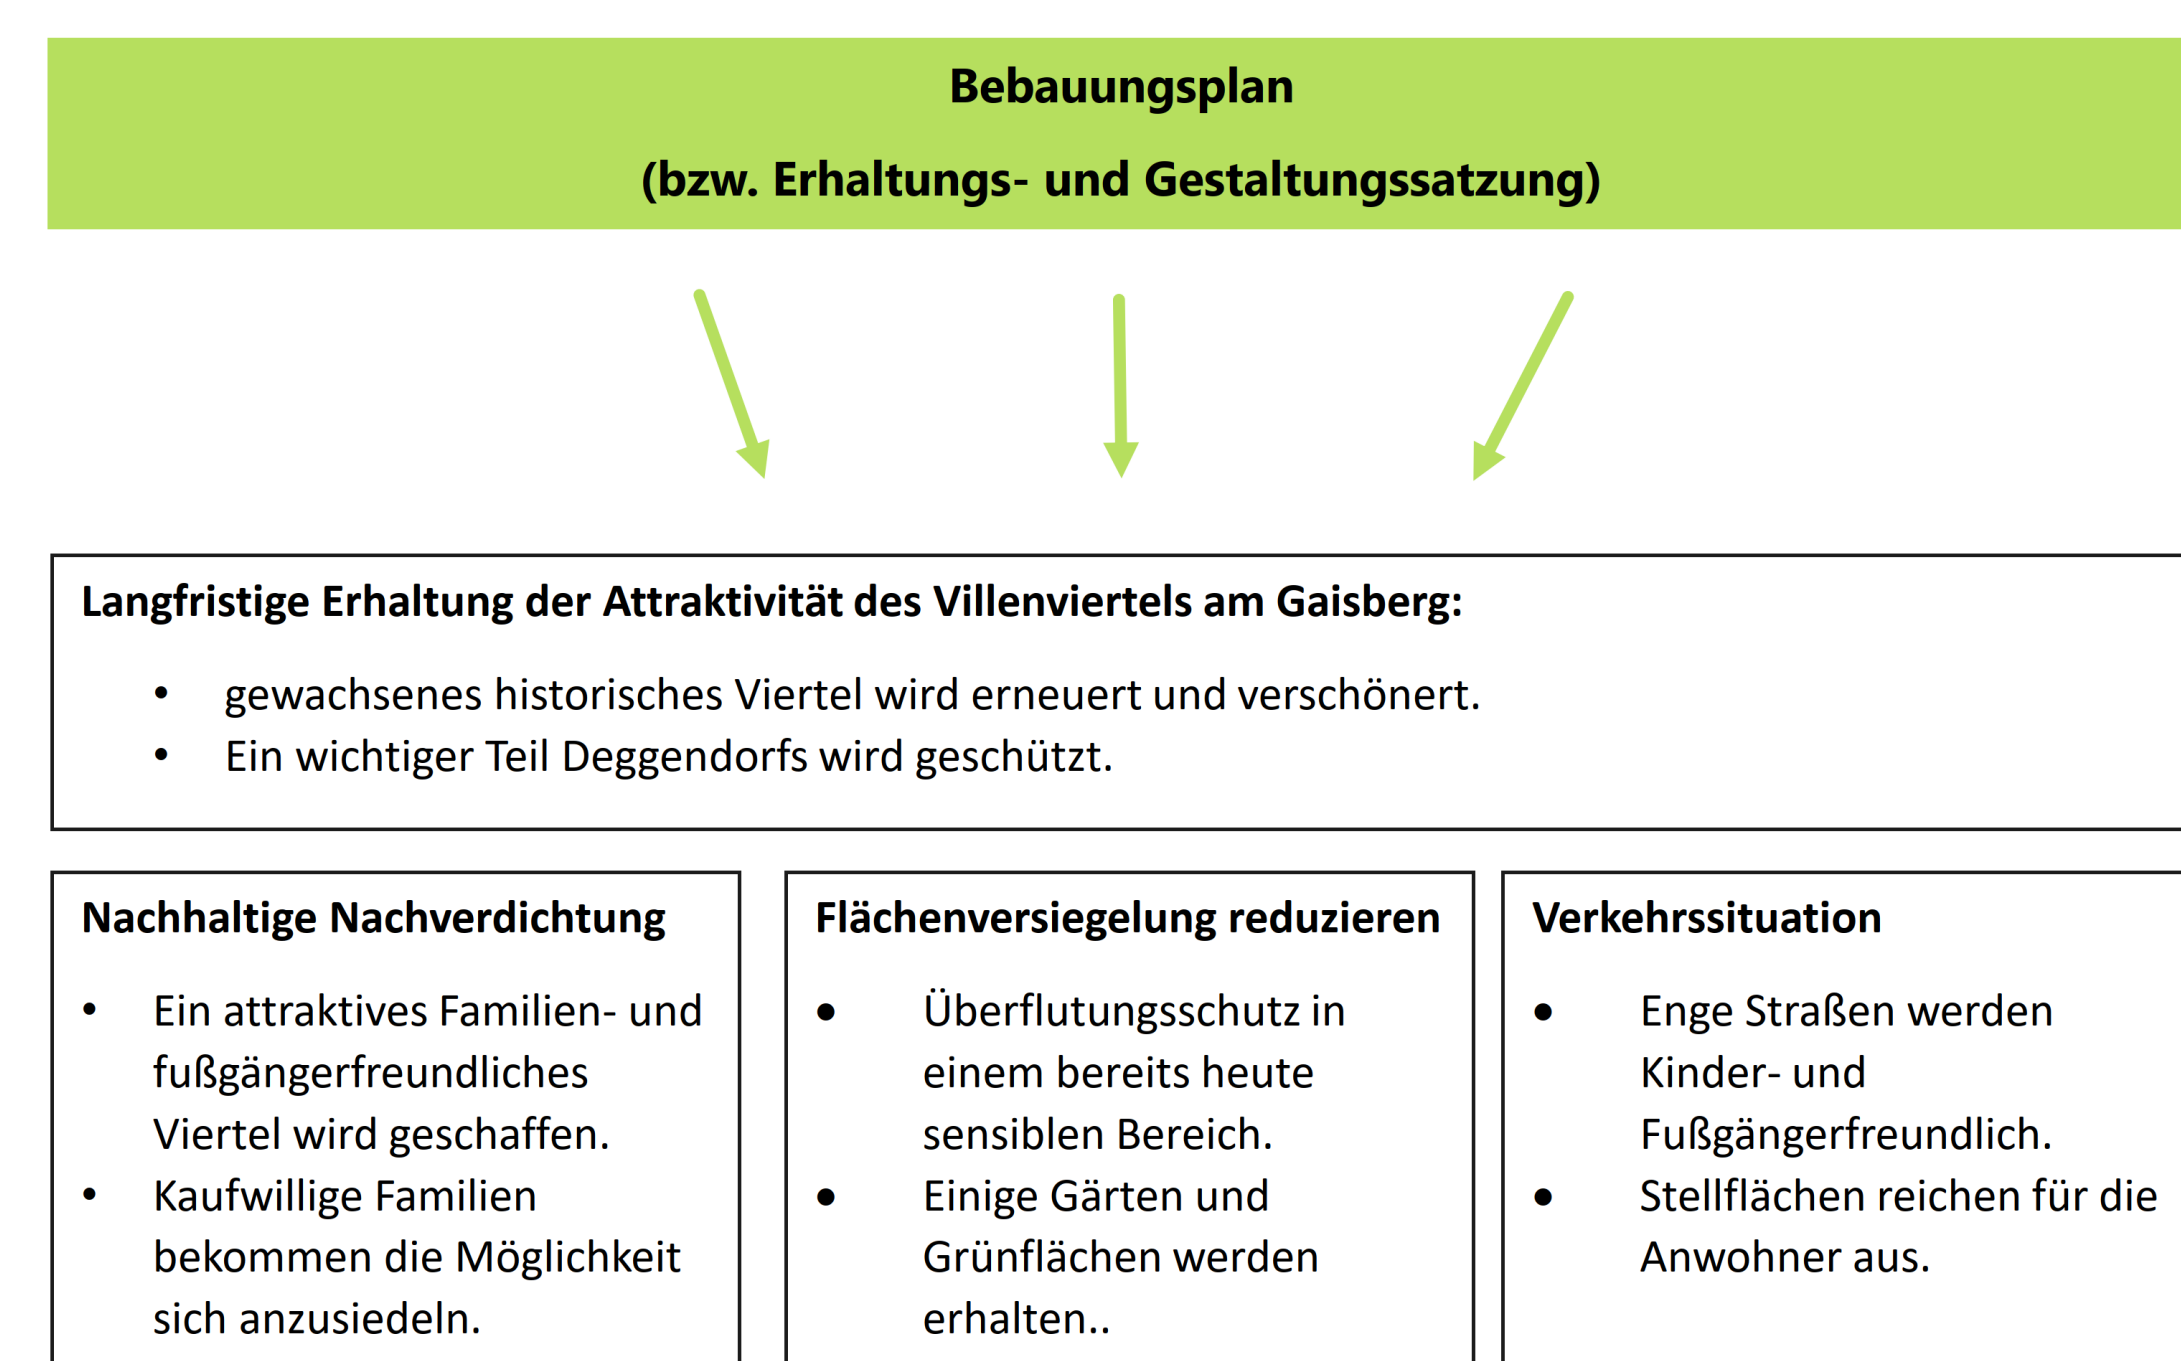 Bebauungsplan
(bzw. Erhaltungs- und Gestaltungssatzung)
Langfristige Erhaltung der Attraktivität des Villenviertels am Gaisberg:
• gewachsenes historisches Viertel wird erneuert und verschönert.
• Ein wichtiger Teil Deggendorfs wird geschützt.
Nachhaltige Nachverdichtung
• Ein attraktives Familien- und
fußgängerfreundliches
Viertel wird geschaffen.
• Kaufwillige Familien
bekommen die Möglichkeit
sich anzusiedeln.
Flächenversiegelung reduzieren
• Überflutungsschutz in
einem bereits heute
sensiblen Bereich.
• Einige Gärten und
Grünflächen werden
erhalten..
Verkehrssituation
• Enge Straßen werden
Kinder- und
Fußgängerfreundlich.
• Stellflächen reichen für die
Anwohner aus.